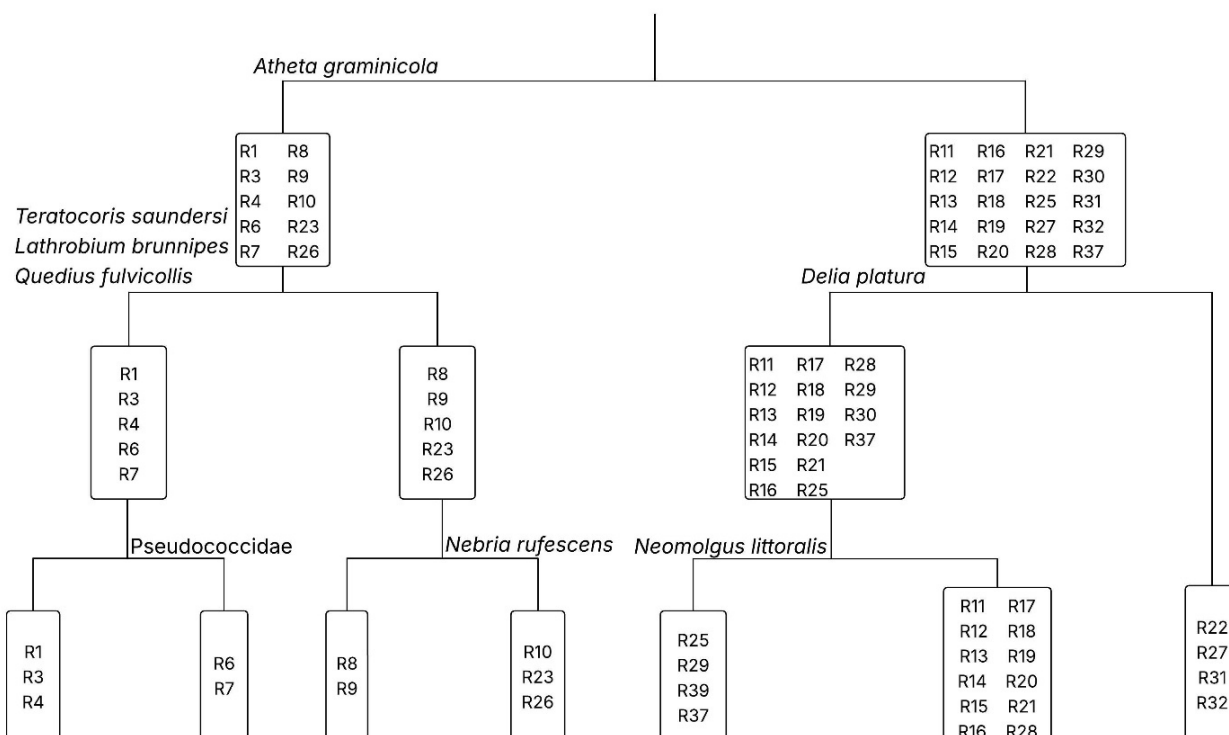 Atheta graminicola
R1 R8
R3 R9
R4 R10
R6 R23
R7 R26
R11 R16 R21 R29
R12 R17 R22 R30
R13 R18 R25 R31
R14 R19 R27 R32
R15 R20 R28 R37
Teratocoris saundersi
Lathrobium brunnipes
Quedius fulvicollis
Delia platura
R1
R3
R4
R6
R7
R8
R9
R10
R23
R26
R11 R17 R28
R12 R18 R29
R13 R19 R30
R14 R20 R37
R15 R21
R16 R25
Pseudococcidae
Nebria rufescens
Neomolgus littoralis
R1
R3
R4
R6
R7
R8
R9
R10
R23
R26
R25
R29
R39
R37
R11 R17
R12 R18
R13 R19
R14 R20
R15 R21
R16 R28
R22
R27
R31
R32